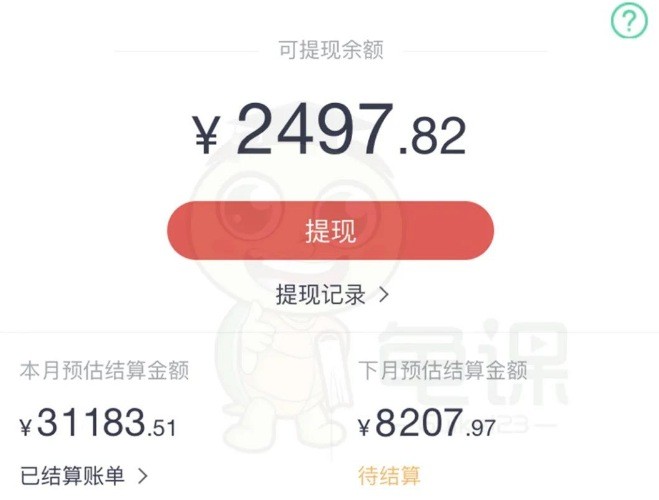 ?
可提现余额
¥ 2497.82
提现
提现记录 >
本月预估结算金额 下月预估结算金额
¥31183.51 ¥8207.97
已结算账单 > 待结算
龟课